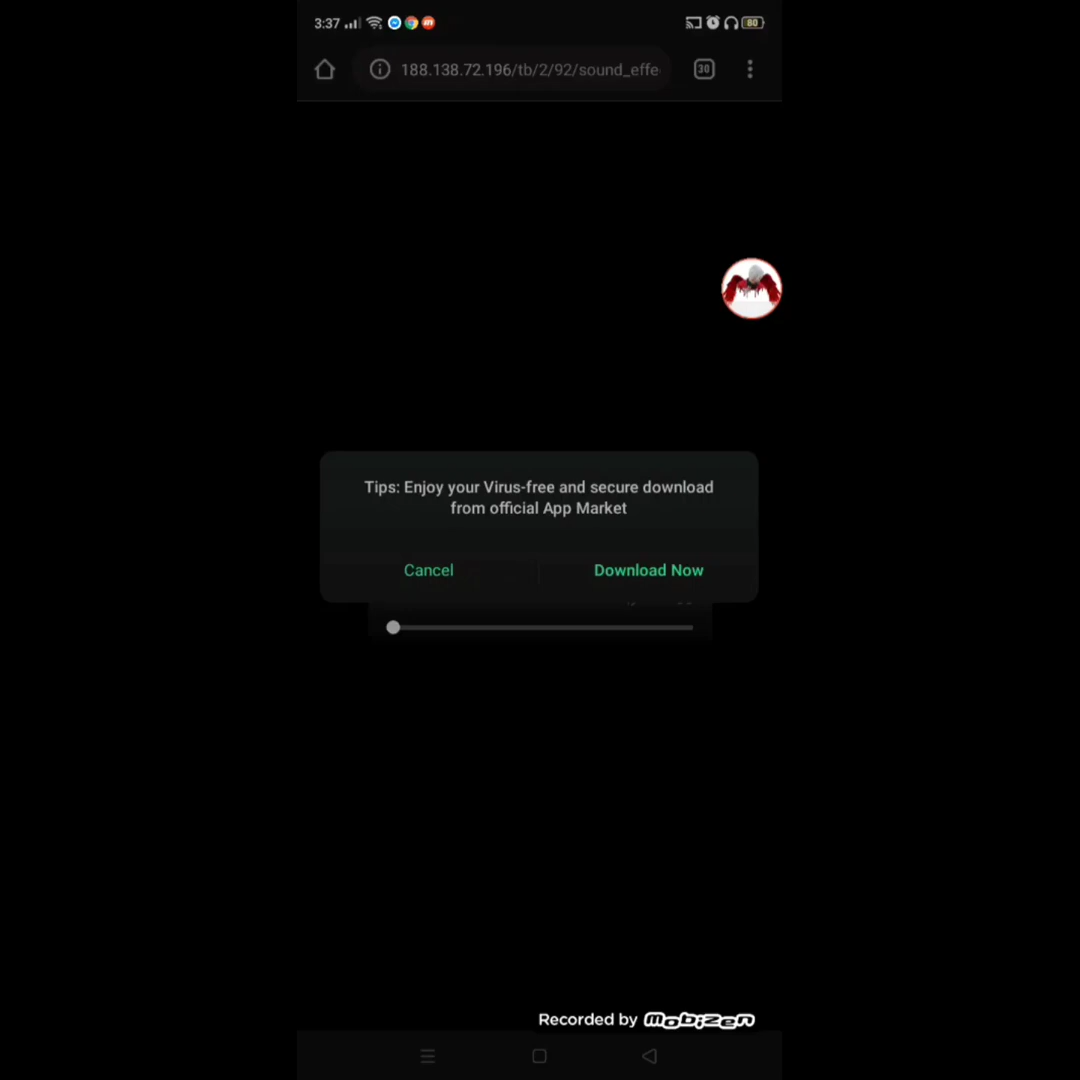 3:37
80
188.138.72.196/tb/2/92/sound_effe
30
Tips: Enjoy your Virus-free and secure download
from official App Market
Cancel
Download Now
Recorded by Mobizen